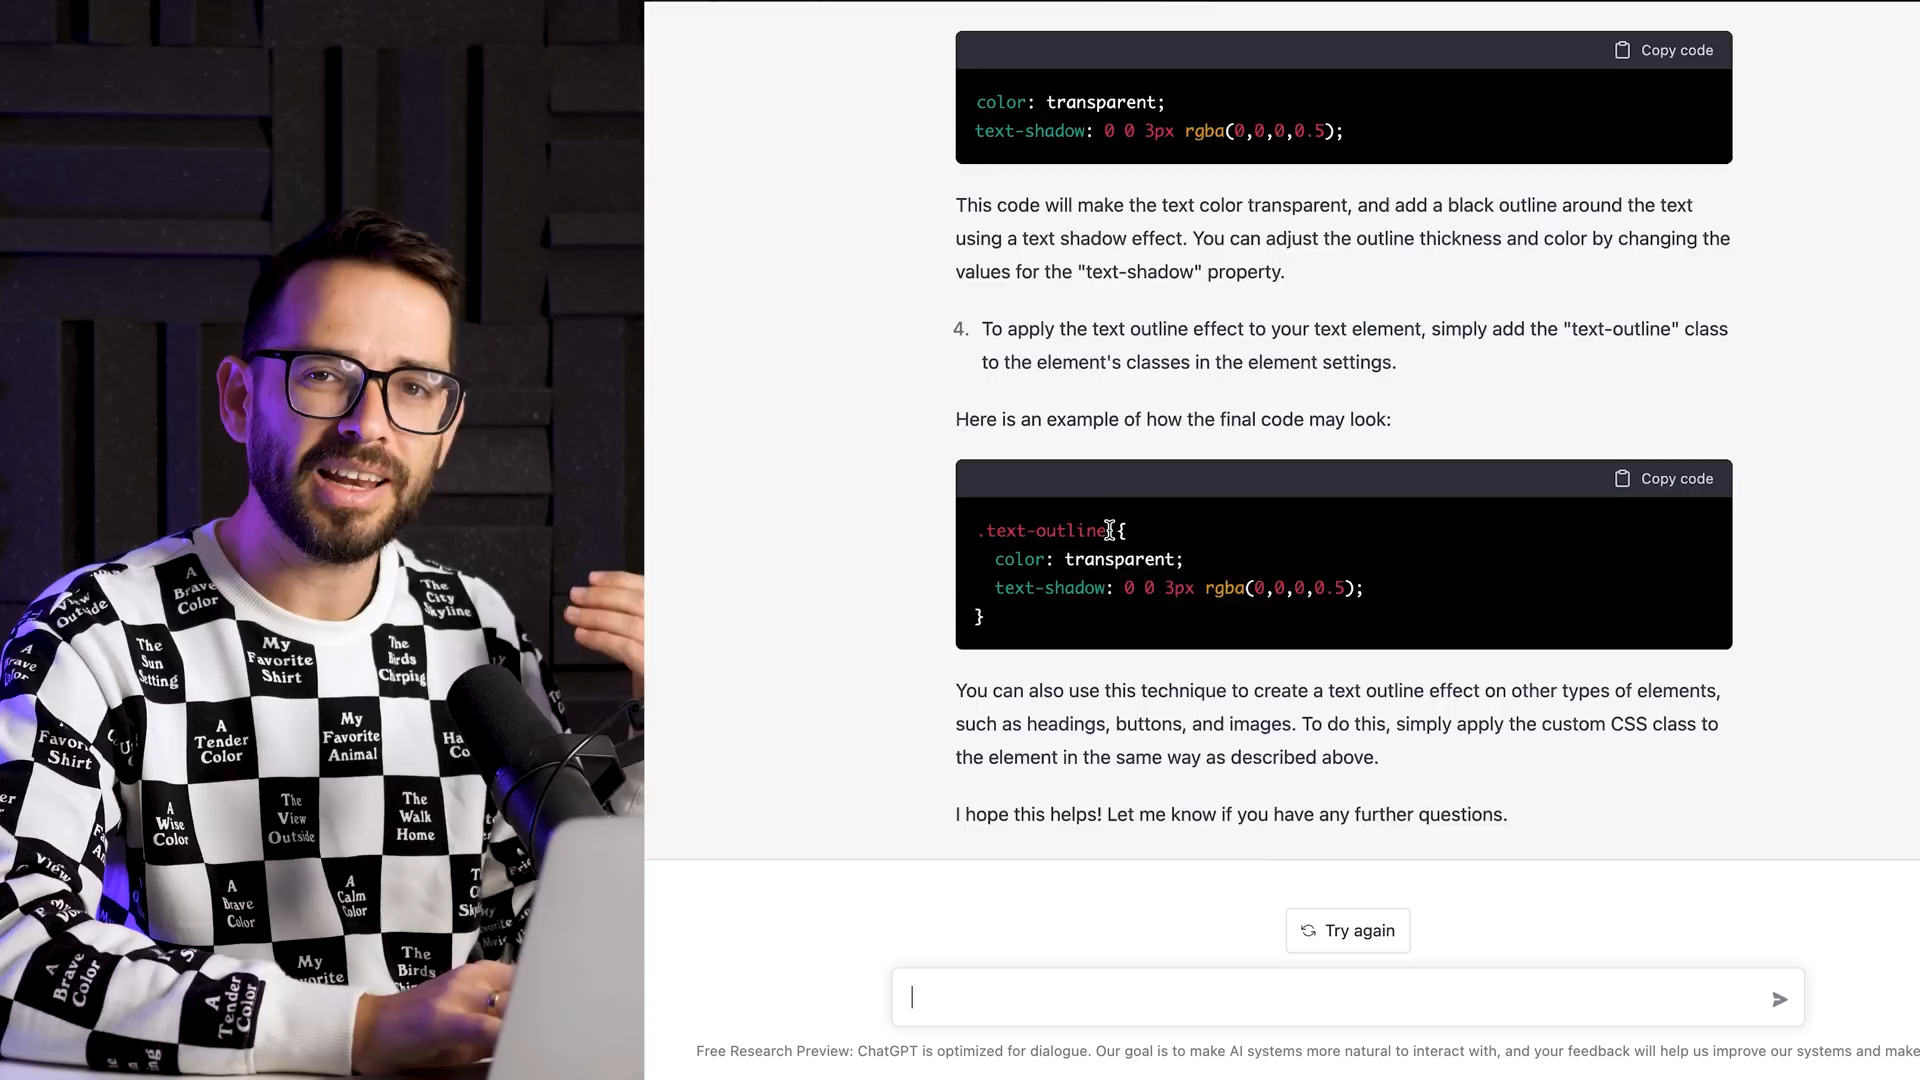 Copy code
color: transparent;
text-shadow: 0 0 3px rgba(0,0,0,0.5);
This code will make the text color transparent, and add a black outline around the text
using a text shadow effect. You can adjust the outline thickness and color by changing the
values for the "text-shadow" property.
4. To apply the text outline effect to your text element, simply add the "text-outline" class
to the element's classes in the element settings.
Here is an example of how the final code may look:
Copy code
.text-outline {
color: transparent;
text-shadow: 0 0 3px rgba(0,0,0,0.5);
}
You can also use this technique to create a text outline effect on other types of elements,
such as headings, buttons, and images. To do this, simply apply the custom CSS class to
the element in the same way as described above.
I hope this helps! Let me know if you have any further questions.
Try again
Free Research Preview: ChatGPT is optimized for dialogue. Our goal is to make AI systems more natural to interact with, and your feedback will help us improve our systems and make
A
Brave
Color
The
City
Skyline
The
Sun
Setting
My
Favorite
Shirt
The
Birds
Chirping
A
Tender
Color
My
Favorite
Animal
A
Wise
Color
The
View
Outside
The
Walk
Home
A
Brave
Color
A
Calm
Color
The
Birds
My
A
Brave
Color
A
Tender
Color